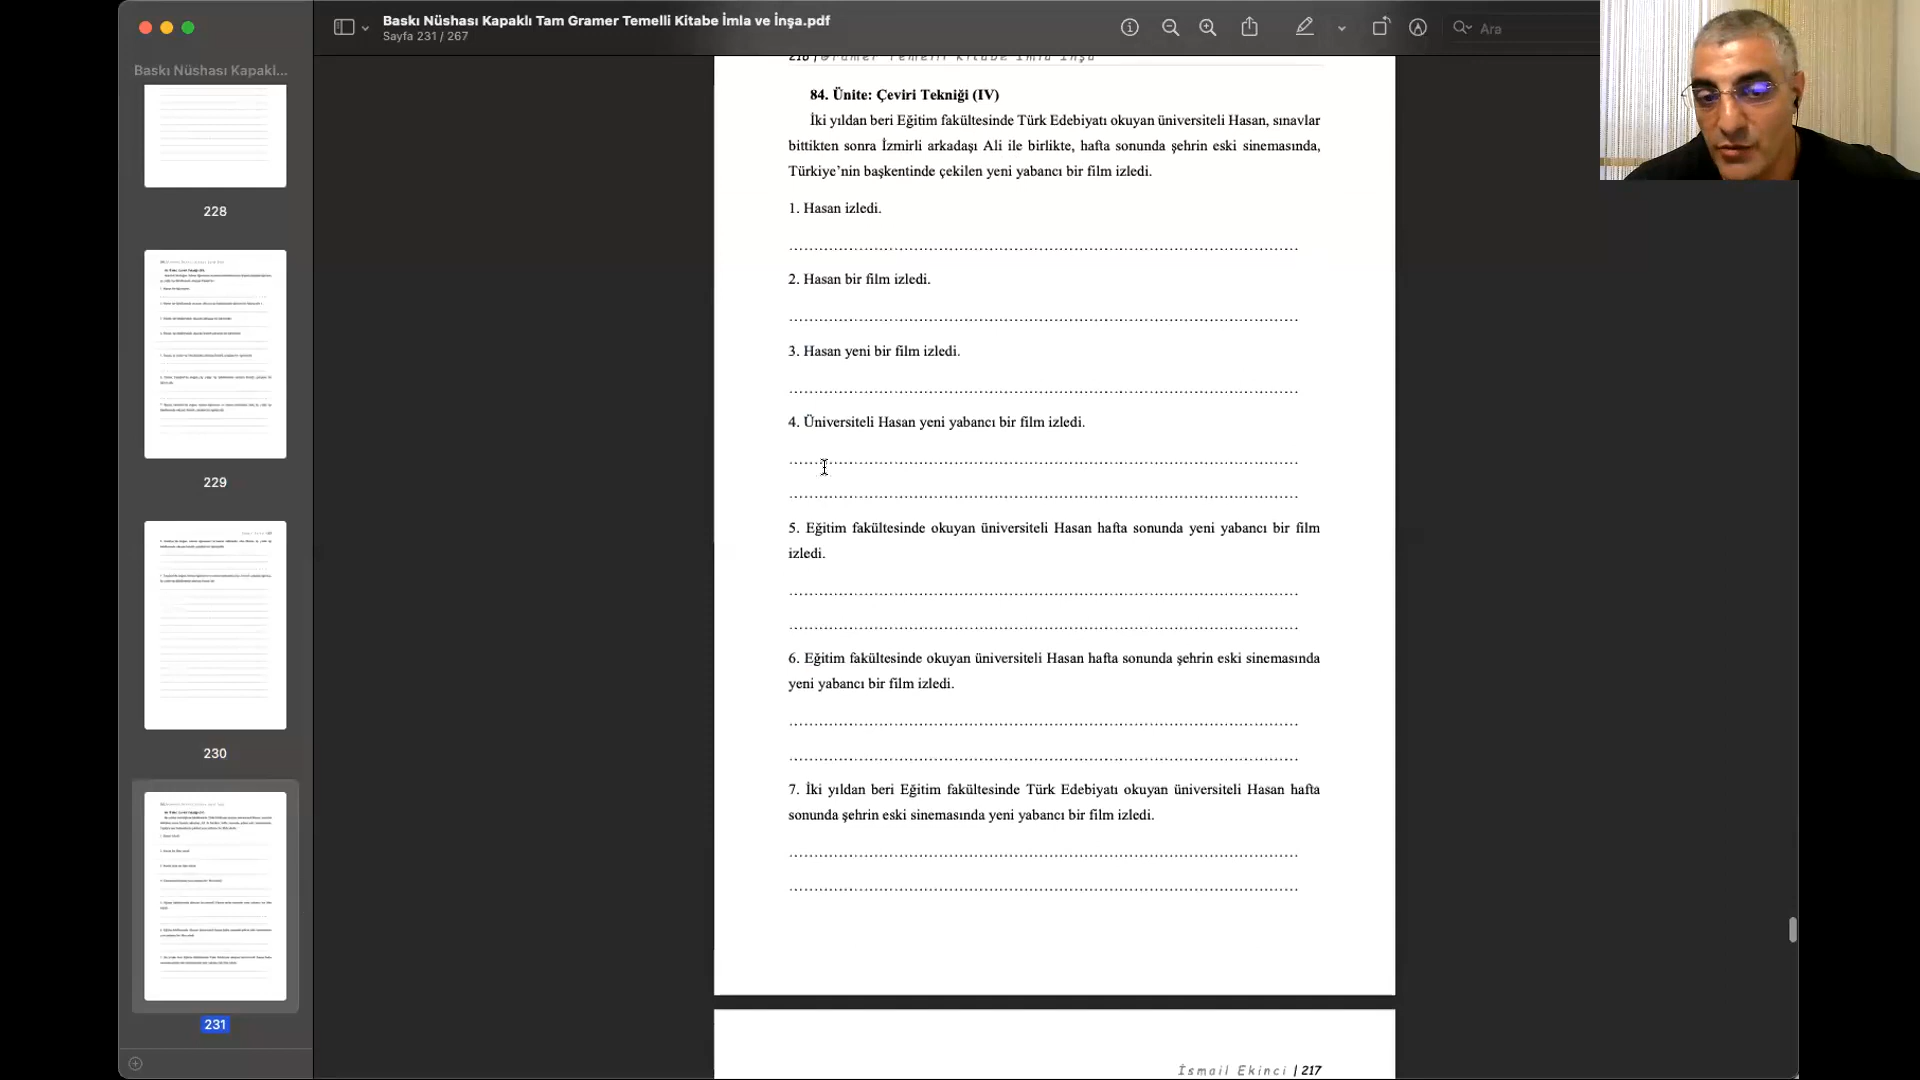 Baskı Nüshası Kapaklı Tam Gramer Temelli Kitabe İmla ve İnşa.pdf
Sayfa 231 / 267
Ara
Baskı Nüshası Kapakl...
228
229
230
231
216 | Gramer Temelli Kitabe İmla İnşa
84. Ünite: Çeviri Tekniği (IV)
İki yıldan beri Eğitim fakültesinde Türk Edebiyatı okuyan üniversiteli Hasan, sınavlar
bittikten sonra İzmirli arkadaşı Ali ile birlikte, hafta sonunda şehrin eski sinemasında,
Türkiye’nin başkentinde çekilen yeni yabancı bir film izledi.
1. Hasan izledi.
2. Hasan bir film izledi.
3. Hasan yeni bir film izledi.
4. Üniversiteli Hasan yeni yabancı bir film izledi.
5. Eğitim fakültesinde okuyan üniversiteli Hasan hafta sonunda yeni yabancı bir film
izledi.
6. Eğitim fakültesinde okuyan üniversiteli Hasan hafta sonunda şehrin eski sinemasında
yeni yabancı bir film izledi.
7. İki yıldan beri Eğitim fakültesinde Türk Edebiyatı okuyan üniversiteli Hasan hafta
sonunda şehrin eski sinemasında yeni yabancı bir film izledi.
İsmail Ekinci | 217